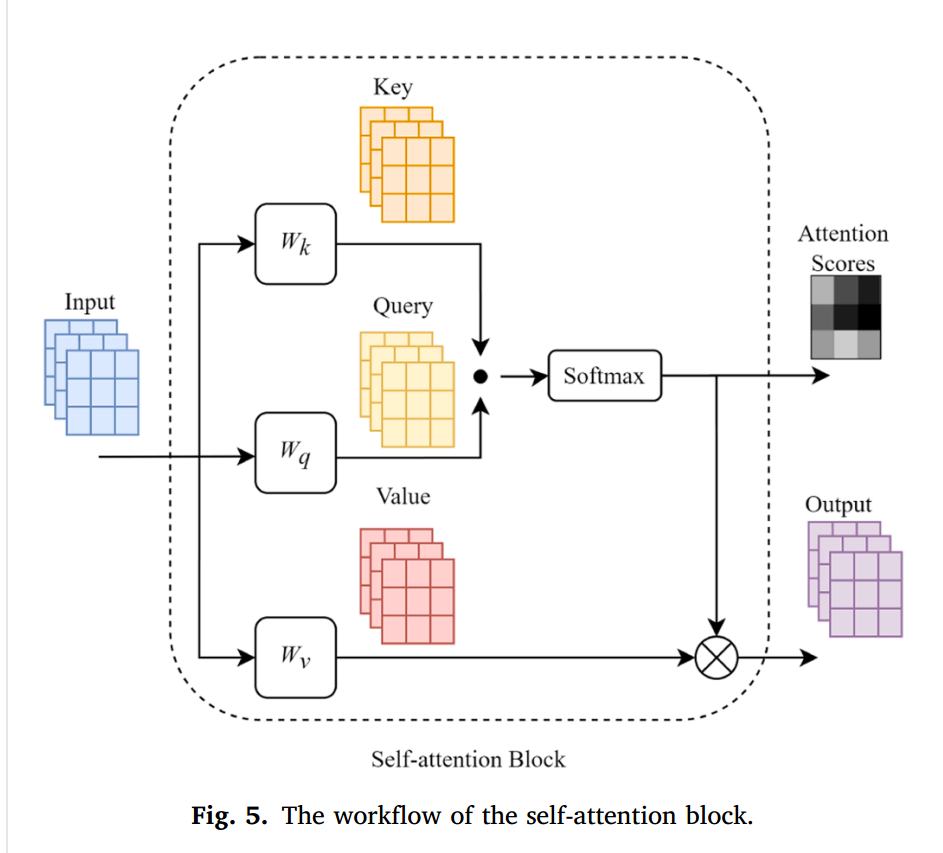 Key
W_k
Attention
Scores
Input
Query
Softmax
W_q
Value
Output
W_v
Self-attention Block
Fig. 5. The workflow of the self-attention block.